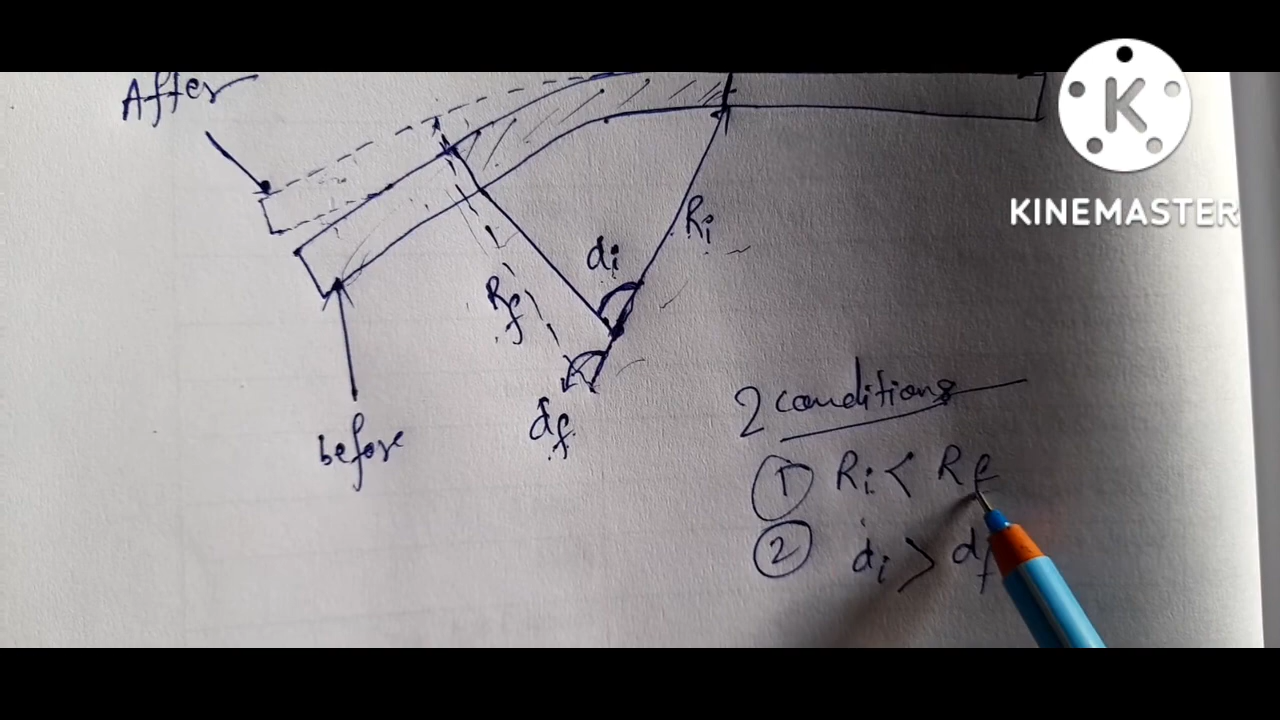 After
K
KINEMASTER
Ri
di
Rf
df
before
2 conditions
① Ri < Rf
② di > df